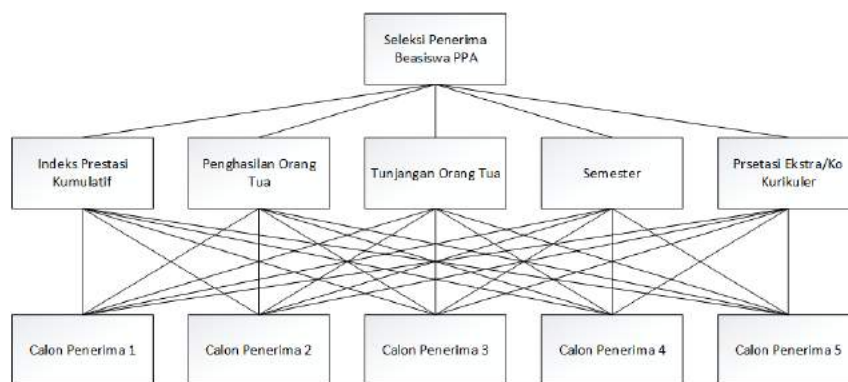 Seleksi Penerima
Beasiswa PPA
Indeks Prestasi
Kumulatif
Penghasilan Orang
Tua
Tunjangan Orang Tua
Semester
Prsetasi Ekstra/Ko
Kurikuler
Calon Penerima 1
Calon Penerima 2
Calon Penerima 3
Calon Penerima 4
Calon Penerima 5